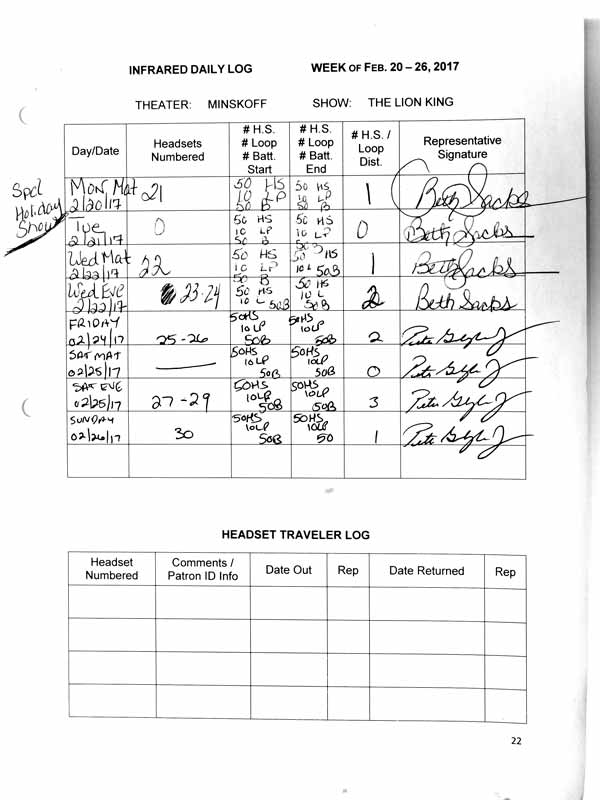 INFRARED DAILY LOG WEEK OF FEB. 20 – 26, 2017
THEATER: MINSKOFF SHOW: THE LION KING
Day/Date Headsets Numbered # H.S. # Loop # Batt. Start # H.S. # Loop # Batt. End # H.S. / Loop Dist. Representative Signature
Spcl Holiday Show
Mon Mat 21 50 HS 50 HS 1 Beth Sacks
2/20/17 10 LP 10 LP
50 B 50 B
Tue 0 50 HS 50 HS 0 Beth Sacks
2/21/17 10 LP 10 LP
50 B 50 B
Wed Mat 22 50 HS 50 HS 1 Beth Sacks
2/22/17 10 LP 10 L 50B
50 B
Wed Eve 23-24 50 HS 50 H 2 Beth Sacks
2/22/17 10 L 50B 10 L
50B
FRIDAY 25-26 50HS 50HS 2
02/24/17 10LP 10LP
50B 50B
SAT MAT — 50HS 50HS 0
02/25/17 10LP 10LP
50B 50B
SAT EVE 27-29 50HS 50HS 3
02/25/17 10LP 10LP
50B 50B
SUNDAY 30 50HS 50HS 1
02/26/17 10LP 10LP
50B 50
HEADSET TRAVELER LOG
Headset Numbered Comments / Patron ID Info Date Out Rep Date Returned Rep
22